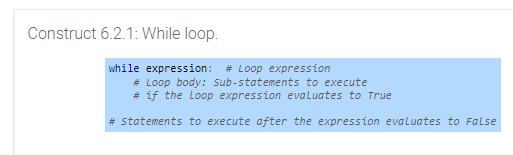 Construct 6.2.1: While loop.
while expression:  # Loop expression
    # Loop body: Sub-statements to execute
    # if the loop expression evaluates to True
# Statements to execute after the expression evaluates to False